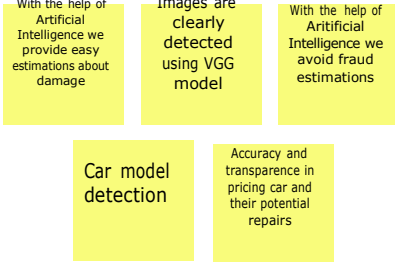 With the help of
Artificial
Intelligence we
provide easy
estimations about
damage
Images are
clearly
detected
using VGG
model
With the help of
Aritificial
Intelligence we
avoid fraud
estimations
Car model
detection
Accuracy and
transparence in
pricing car and
their potential
repairs